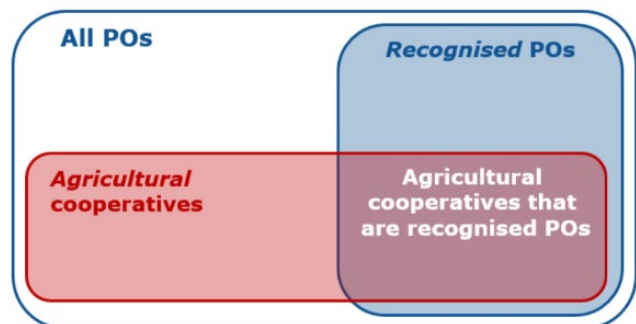 All POs
Recognised POs
Agricultural
cooperatives
Agricultural
cooperatives that
are recognised POs